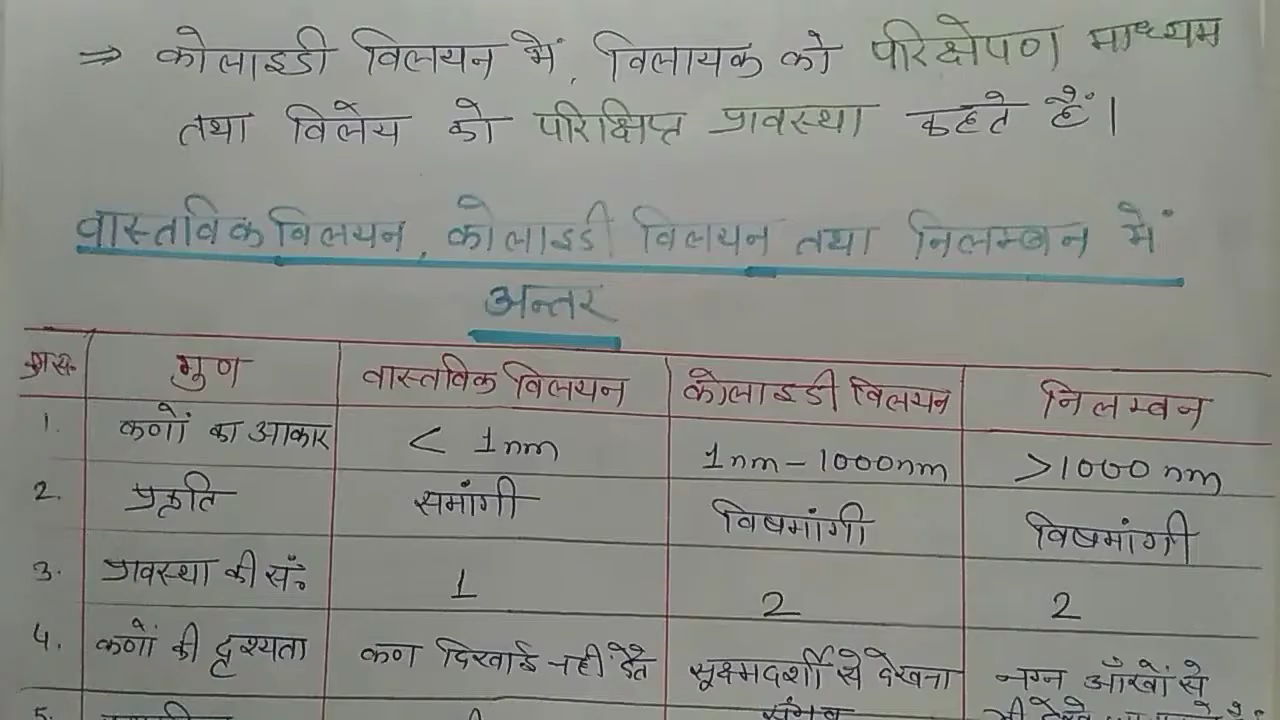 ⇒ कोलाइडी विलयन में, विलायक को परिक्षेपण माध्यम
तथा विलेय को परिक्षिप्त प्रावस्था कहते हैं।
वास्तविक विलयन, कोलाइडी विलयन तथा निलम्बन में
अन्तर
क्र०स० गुण वास्तविक विलयन कोलाइडी विलयन निलम्बन
1. कणों का आकार < 1nm 1nm-1000nm >1000 nm
2. प्रकृति समांगी विषमांगी विषमांगी
3. प्रावस्था की सं० 1 2 2
4. कणों की दृश्यता कण दिखाई नहीं देते सूक्ष्मदर्शी से देखना नग्न आँखों से
संभव
5.